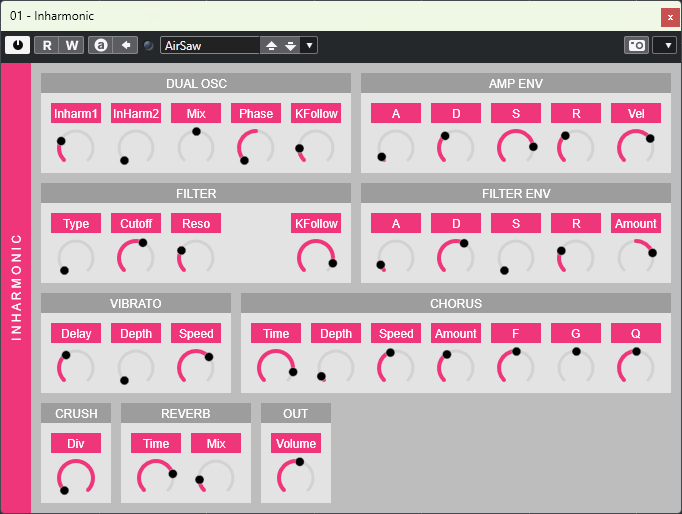 01 - Inharmonic
x
R W a AirSaw
INHARMONIC
DUAL OSC
Inharm1 InHarm2 Mix Phase KFollow
AMP ENV
A D S R Vel
FILTER
Type Cutoff Reso KFollow
FILTER ENV
A D S R Amount
VIBRATO
Delay Depth Speed
CHORUS
Time Depth Speed Amount F G Q
CRUSH
Div
REVERB
Time Mix
OUT
Volume